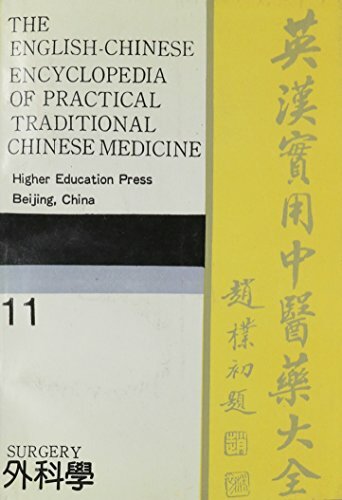 THE
ENGLISH-CHINESE
ENCYCLOPEDIA
OF PRACTICAL
TRADITIONAL
CHINESE MEDICINE
Higher Education Press
Beijing, China
11
SURGERY
外科學
英漢實用中醫藥大全
趙樸初題
趙